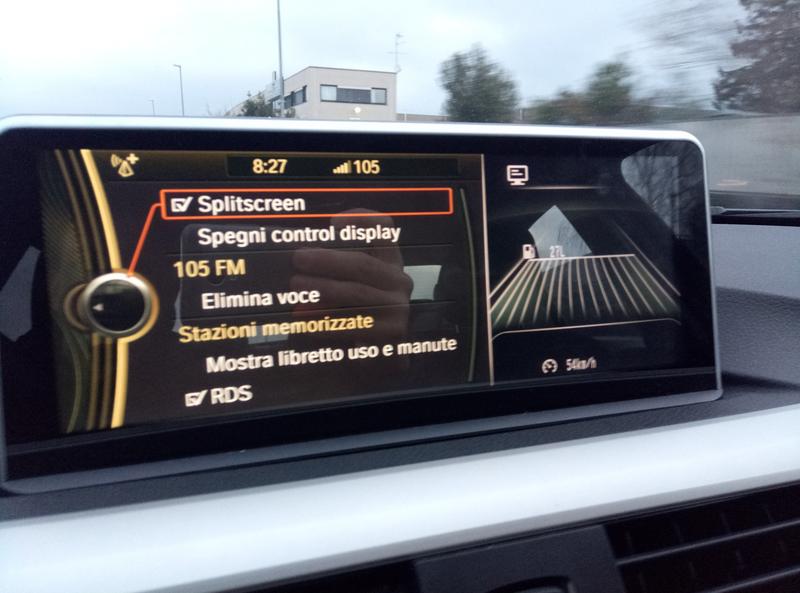 8:27 105
Splitscreen
Spegni control display
105 FM
Elimina voce
Stazioni memorizzate
Mostra libretto uso e manute
RDS
27L
54km/h